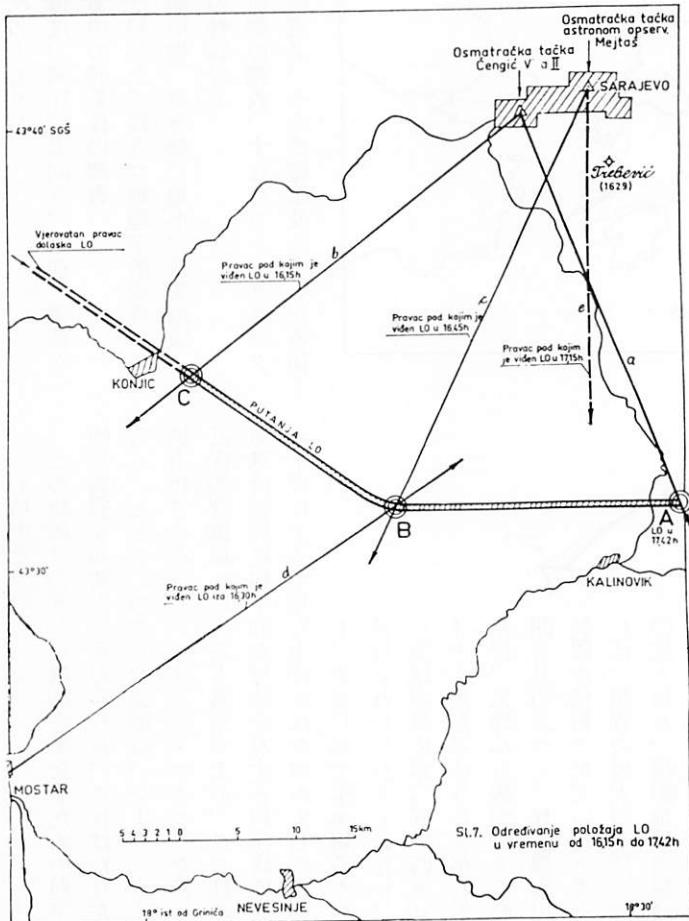 Osmatračka tačka
astronom opserv.
Mejtaš
Osmatračka tačka
Čengić V a II
SARAJEVO
43°40' SGŠ
Trebević
(1629)
Vjerovatan pravac
dolaska LO
b
Pravac pod kojim je
viđen LO u 16,15h
c
Pravac pod kojim je
viđen LO u 16.45h
e
Pravac pod kojim
je viđen LO u 17,15h
a
KONJIC
C
PUTANJA LO
B
A
LO u
17,42h
43°30'
d
Pravac pod kojim je
viđen LO iza 16,30h
KALINOVIK
MOSTAR
5 4 3 2 1 0 5 10 15km
Sl.7. Određivanje položaja LO
u vremenu od 16,15h do 17,42h
NEVESINJE
18° ist od Griniča
18°30'